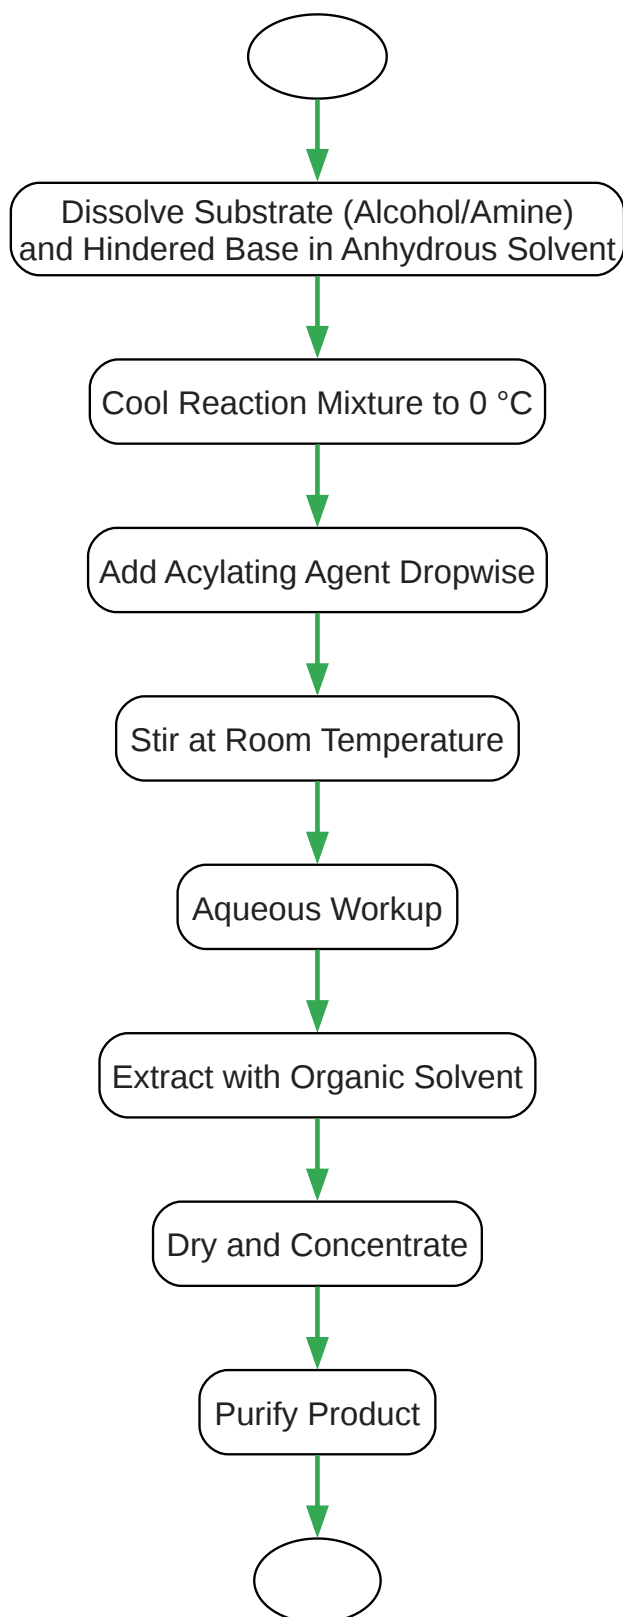 Dissolve Substrate (Alcohol/Amine)
and Hindered Base in Anhydrous Solvent
Cool Reaction Mixture to 0 °C
Add Acylating Agent Dropwise
Stir at Room Temperature
Aqueous Workup
Extract with Organic Solvent
Dry and Concentrate
Purify Product